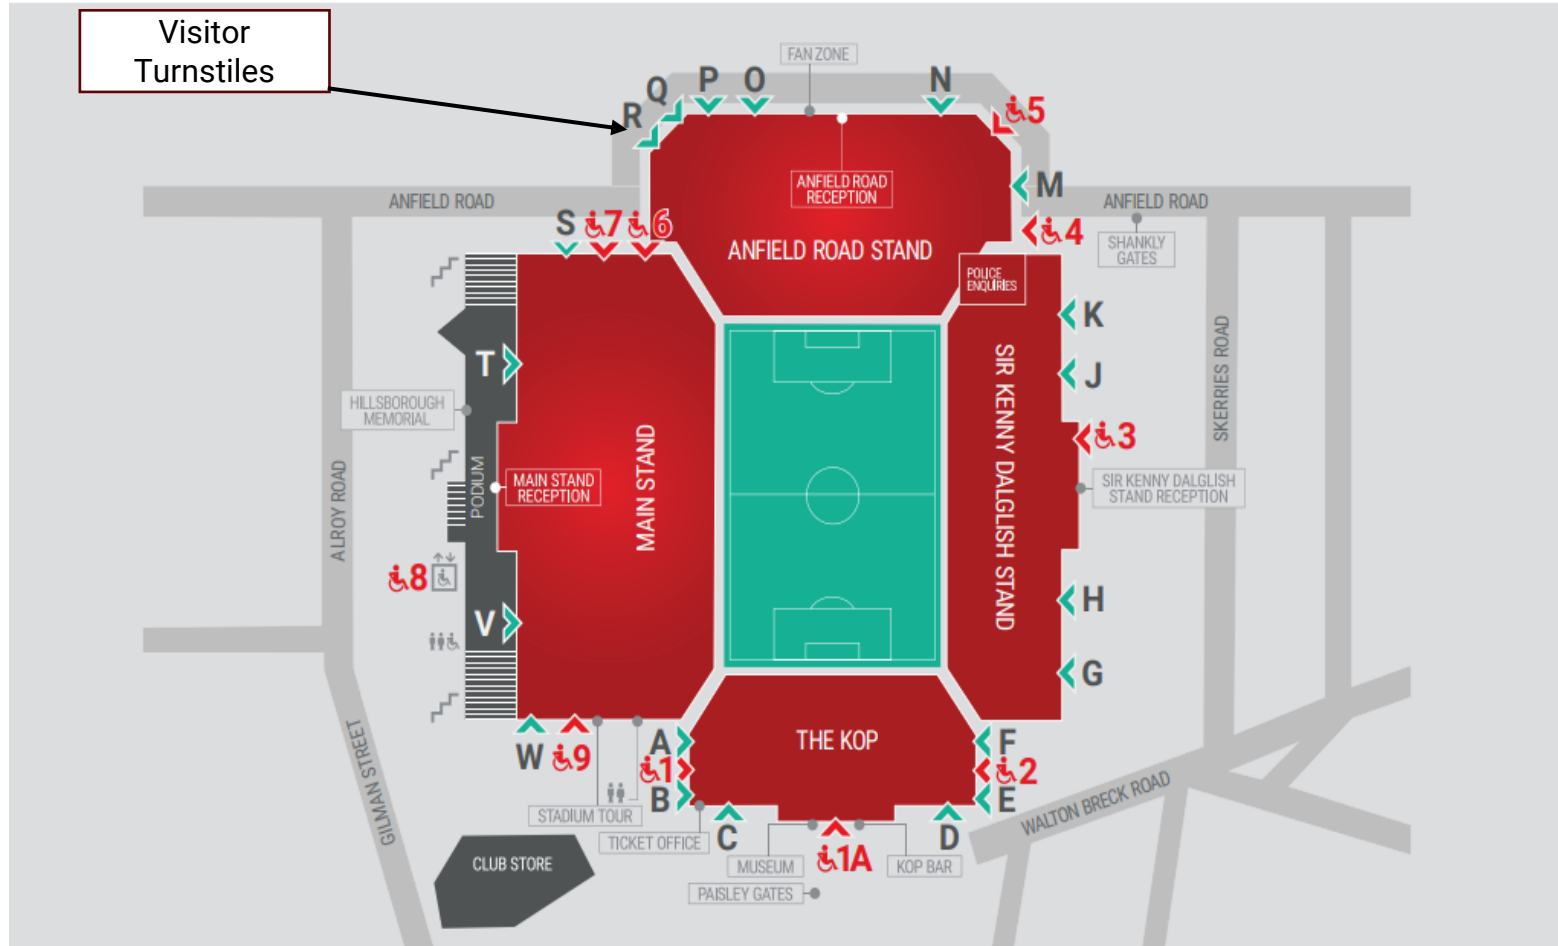 Visitor
Turnstiles
FAN ZONE
R
Q
P
O
N
5
ANFIELD ROAD
RECEPTION
M
ANFIELD ROAD
ANFIELD ROAD
S
7
6
4
SHANKLY
GATES
ANFIELD ROAD STAND
POLICE
ENQUIRIES
K
T
J
HILLSBOROUGH
MEMORIAL
SKERRIES ROAD
SIR KENNY DALGLISH STAND
3
MAIN STAND
ALROY ROAD
PODIUM
MAIN STAND
RECEPTION
SIR KENNY DALGLISH
STAND RECEPTION
8
H
V
G
GILMAN STREET
W
9
A
1
B
THE KOP
F
2
E
WALTON BRECK ROAD
STADIUM TOUR
TICKET OFFICE
C
D
CLUB STORE
MUSEUM
1A
KOP BAR
PAISLEY GATES